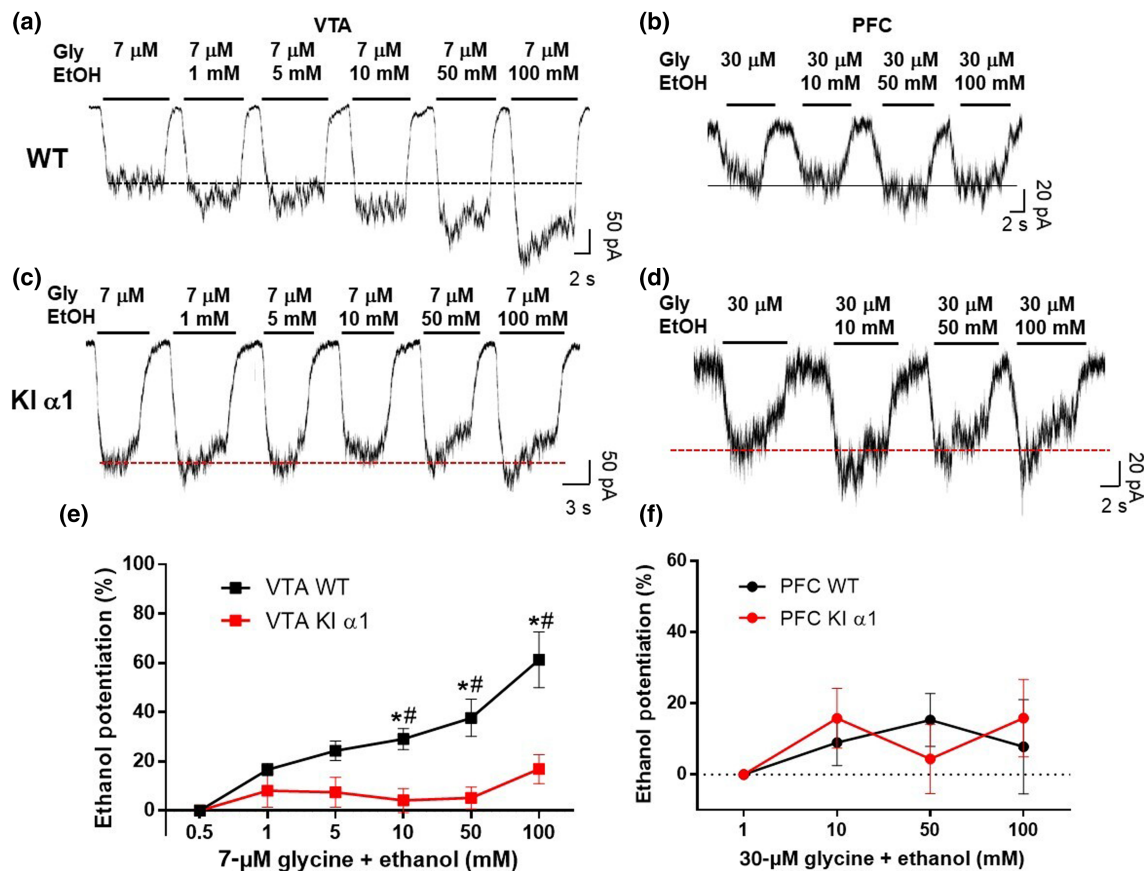 (a) VTA
Gly 7 µM 7 µM 7 µM 7 µM 7 µM 7 µM
EtOH 1 mM 5 mM 10 mM 50 mM 100 mM
WT
50 pA
2 s
(b) PFC
Gly 30 µM 30 µM 30 µM 30 µM
EtOH 10 mM 50 mM 100 mM
20 pA
2 s
(c)
Gly 7 µM 7 µM 7 µM 7 µM 7 µM 7 µM
EtOH 1 mM 5 mM 10 mM 50 mM 100 mM
KI α1
50 pA
3 s
(d)
Gly 30 µM 30 µM 30 µM 30 µM
EtOH 10 mM 50 mM 100 mM
20 pA
2 s
(e)
Ethanol potentiation (%)
100
80
60
40
20
0
VTA WT
VTA KI α1
*# *# *#
0.5 1 5 10 50 100
7-µM glycine + ethanol (mM)
(f)
Ethanol potentiation (%)
60
40
20
0
PFC WT
PFC KI α1
1 10 50 100
30-µM glycine + ethanol (mM)